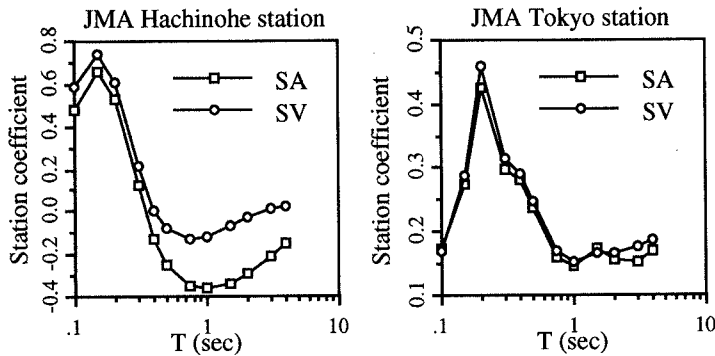 JMA Hachinohe station
Station coefficient
0.8
0.6
0.4
0.2
0.0
-0.2
-0.4
SA
SV
.1
1
10
T (sec)
JMA Tokyo station
Station coefficient
0.5
0.4
0.3
0.2
0.1
SA
SV
.1
1
10
T (sec)